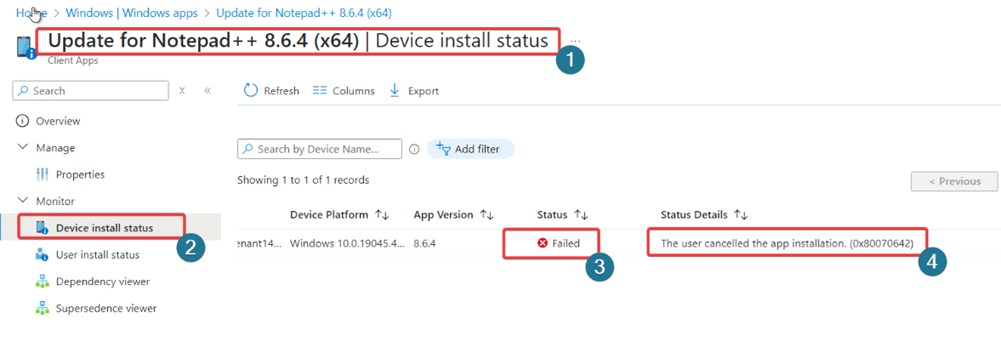 Home > Windows | Windows apps > Update for Notepad++ 8.6.4 (x64)
Update for Notepad++ 8.6.4 (x64) | Device install status ...
1
Client Apps
Search
Refresh Columns Export
Overview
Manage
Search by Device Name... Add filter
Properties
Showing 1 to 1 of 1 records
< Previous
Monitor
Device Platform App Version Status Status Details
Device install status
2
enant14... Windows 10.0.19045.4... 8.6.4 Failed The user cancelled the app installation. (0x80070642)
3
4
User install status
Dependency viewer
Supersedence viewer